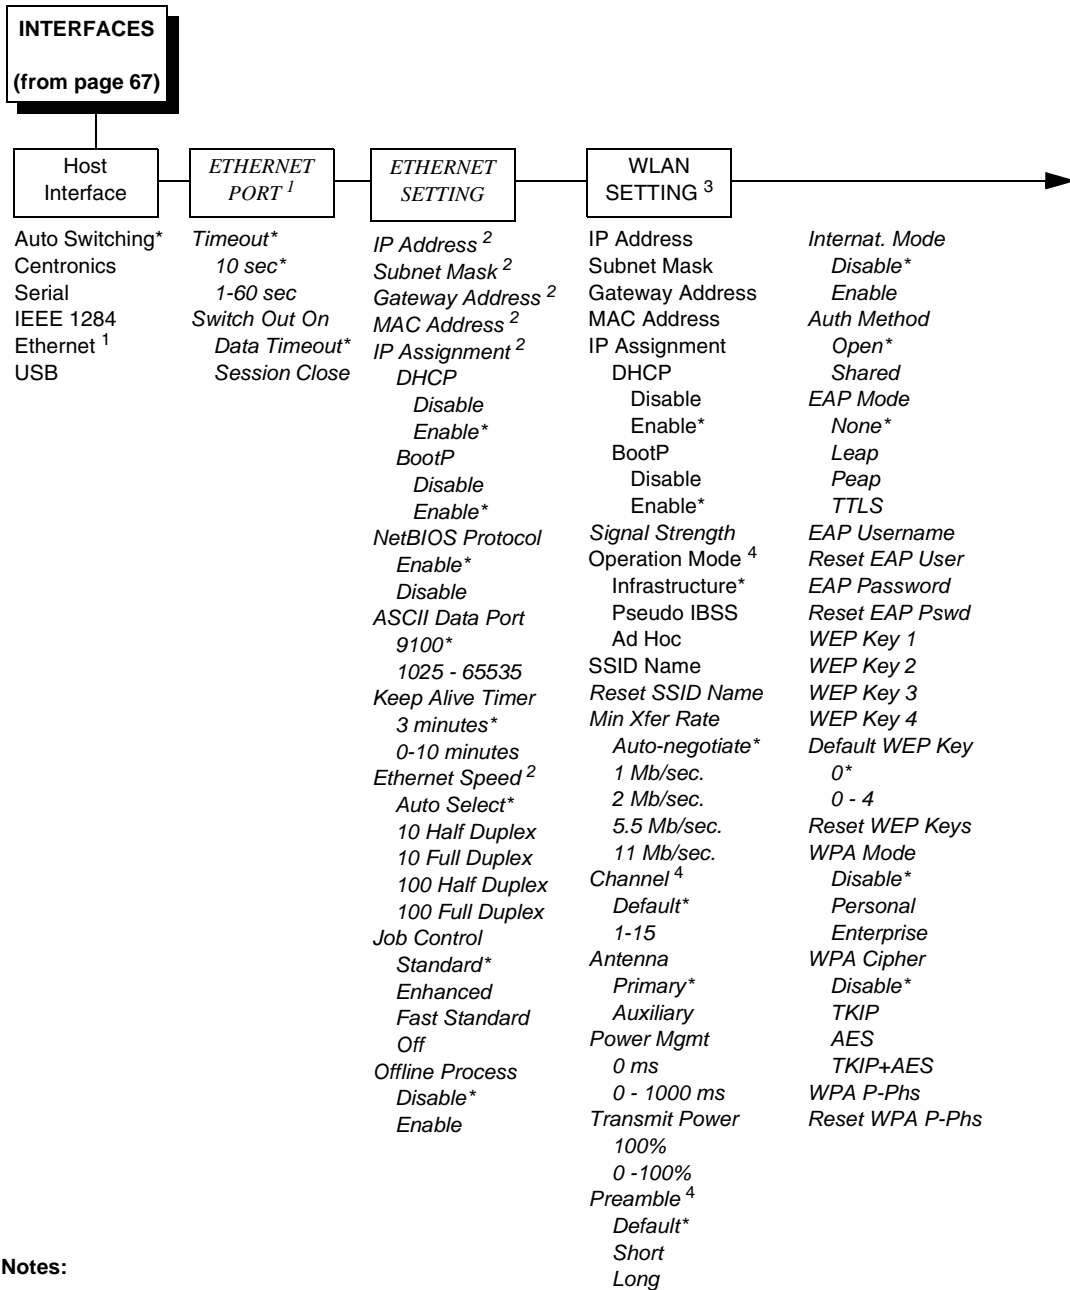 INTERFACES
(from page 67)
Host
Interface
Auto Switching*
Centronics
Serial
IEEE 1284
Ethernet 1
USB
ETHERNET
PORT 1
Timeout*
10 sec*
1-60 sec
Switch Out On
Data Timeout*
Session Close
ETHERNET
SETTING
IP Address 2
Subnet Mask 2
Gateway Address 2
MAC Address 2
IP Assignment 2
DHCP
Disable
Enable*
BootP
Disable
Enable*
NetBIOS Protocol
Enable*
Disable
ASCII Data Port
9100*
1025 - 65535
Keep Alive Timer
3 minutes*
0-10 minutes
Ethernet Speed 2
Auto Select*
10 Half Duplex
10 Full Duplex
100 Half Duplex
100 Full Duplex
Job Control
Standard*
Enhanced
Fast Standard
Off
Offline Process
Disable*
Enable
WLAN
SETTING 3
IP Address
Subnet Mask
Gateway Address
MAC Address
IP Assignment
DHCP
Disable
Enable*
BootP
Disable
Enable*
Signal Strength
Operation Mode 4
Infrastructure*
Pseudo IBSS
Ad Hoc
SSID Name
Reset SSID Name
Min Xfer Rate
Auto-negotiate*
1 Mb/sec.
2 Mb/sec.
5.5 Mb/sec.
11 Mb/sec.
Channel 4
Default*
1-15
Antenna
Primary*
Auxiliary
Power Mgmt
0 ms
0 - 1000 ms
Transmit Power
100%
0 -100%
Preamble 4
Default*
Short
Long
Internat. Mode
Disable*
Enable
Auth Method
Open*
Shared
EAP Mode
None*
Leap
Peap
TTLS
EAP Username
Reset EAP User
EAP Password
Reset EAP Pswd
WEP Key 1
WEP Key 2
WEP Key 3
WEP Key 4
Default WEP Key
0*
0 - 4
Reset WEP Keys
WPA Mode
Disable*
Personal
Enterprise
WPA Cipher
Disable*
TKIP
AES
TKIP+AES
WPA P-Phs
Reset WPA P-Phs
Notes: